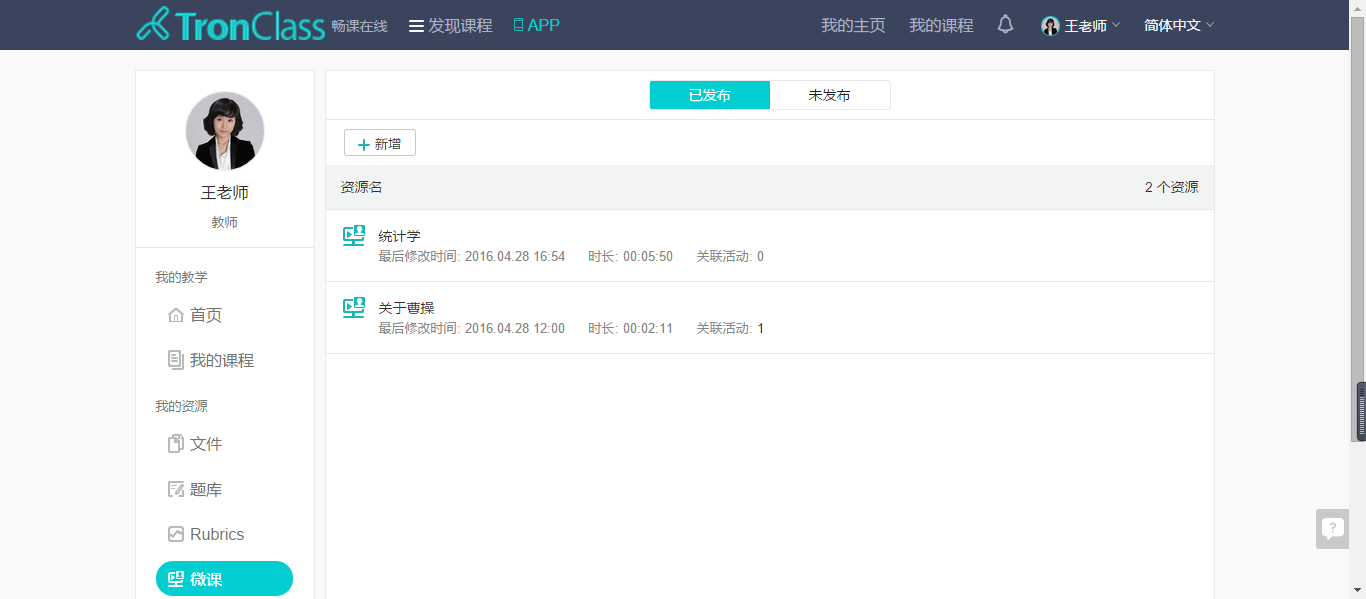 TronClass 畅课在线 发现课程 APP 我的主页 我的课程 王老师 简体中文
王老师
教师
我的教学
首页
我的课程
我的资源
文件
题库
Rubrics
微课
已发布 未发布
+ 新增
资源名 2 个资源
统计学
最后修改时间: 2016.04.28 16:54 时长: 00:05:50 关联活动: 0
关于曹操
最后修改时间: 2016.04.28 12:00 时长: 00:02:11 关联活动: 1
?